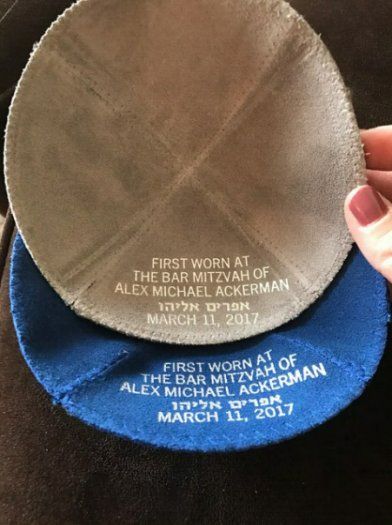 FIRST WORN AT
THE BAR MITZVAH OF
ALEX MICHAEL ACKERMAN
אפרים אליהו
MARCH 11, 2017
FIRST WORN AT
THE BAR MITZVAH OF
ALEX MICHAEL ACKERMAN
אפרים אליהו
MARCH 11, 2017